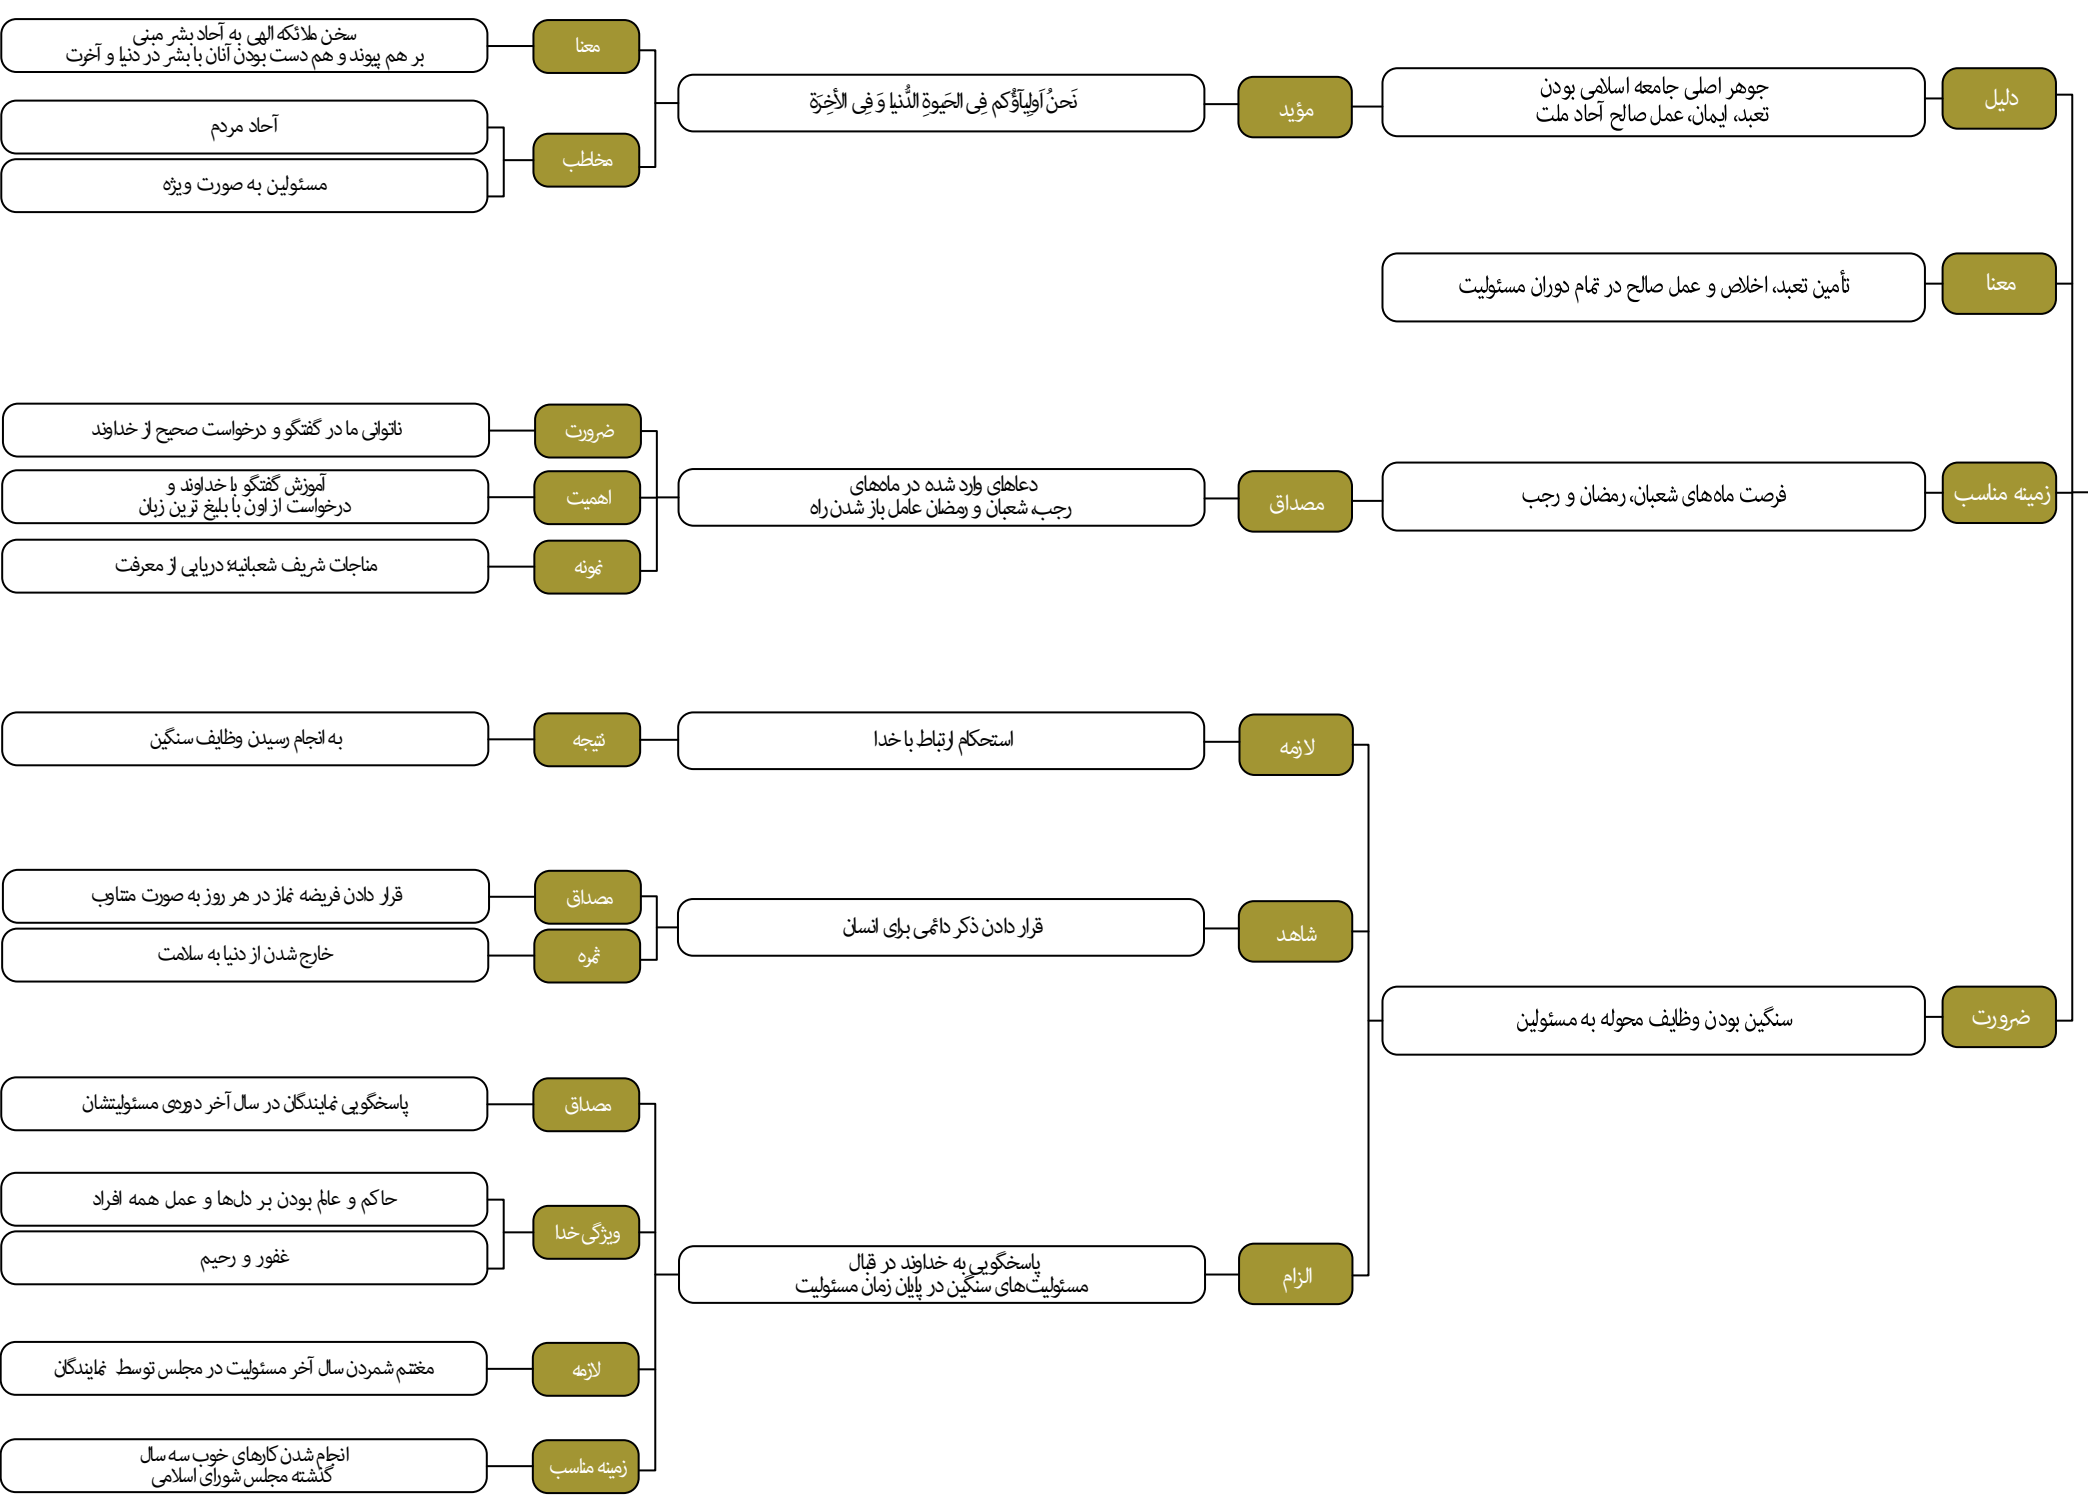 دلیل
جوهر اصلی جامعه اسلامی بودن
تعبد، ایمان، عمل صالح آحاد ملت
مؤید
نَحنُ اَولِیآؤُکم فِی الحَیوةِ الدُّنیا وَ فِی الأخِرَة
معنا
سخن ملائکه الهی به آحاد بشر مبنی
بر هم پیوند و هم دست بودن آنان با بشر در دنیا و آخرت
مخاطب
آحاد مردم
مسئولین به صورت ویژه
معنا
تأمین تعبد، اخلاص و عمل صالح در تمام دوران مسئولیت
زمینه مناسب
فرصت ماه‌های شعبان، رمضان و رجب
مصداق
دعاهای وارد شده در ماه‌های
رجب، شعبان و رمضان عامل باز شدن راه
ضرورت
ناتوانی ما در گفتگو و درخواست صحیح از خداوند
اهمیت
آموزش گفتگو با خداوند و
درخواست از اون با بلیغ ترین زبان
نمونه
مناجات شریف شعبانیه؛ دریایی از معرفت
ضرورت
سنگین بودن وظایف محوله به مسئولین
لازمه
استحکام ارتباط با خدا
نتیجه
به انجام رسیدن وظایف سنگین
شاهد
قرار دادن ذکر دائمی برای انسان
مصداق
قرار دادن فریضه نماز در هر روز به صورت متناوب
ثمره
خارج شدن از دنیا به سلامت
الزام
پاسخگویی به خداوند در قبال
مسئولیت‌های سنگین در پایان زمان مسئولیت
مصداق
پاسخگویی نمایندگان در سال آخر دوره‌ی مسئولیتشان
ویژگی خدا
حاکم و عالم بودن بر دل‌ها و عمل همه افراد
غفور و رحیم
لازمه
مغتنم شمردن سال آخر مسئولیت در مجلس توسط نمایندگان
زمینه مناسب
انجام شدن کارهای خوب سه سال
گذشته مجلس شورای اسلامی